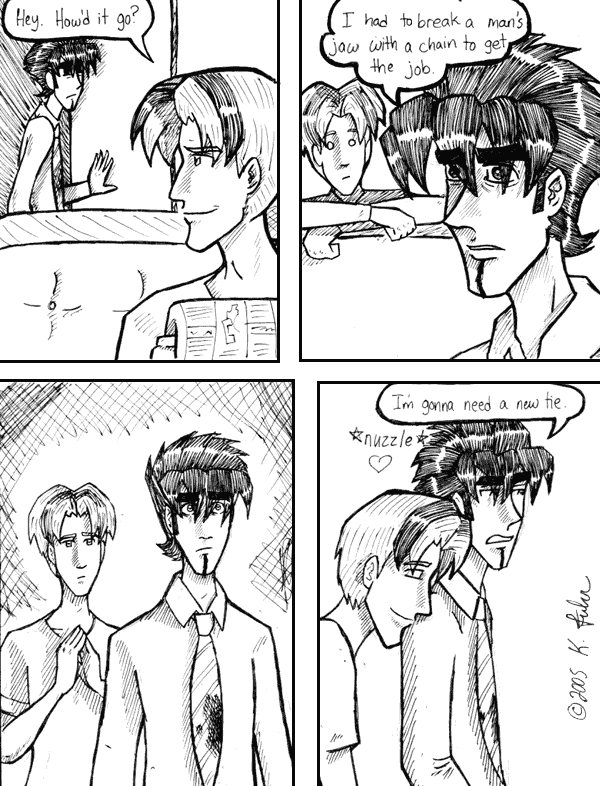 Hey. How'd it go?
I had to break a man's
jaw with a chain to get
the job.
I'm gonna need a new tie.
☆nuzzle☆
♡
©2005 K.